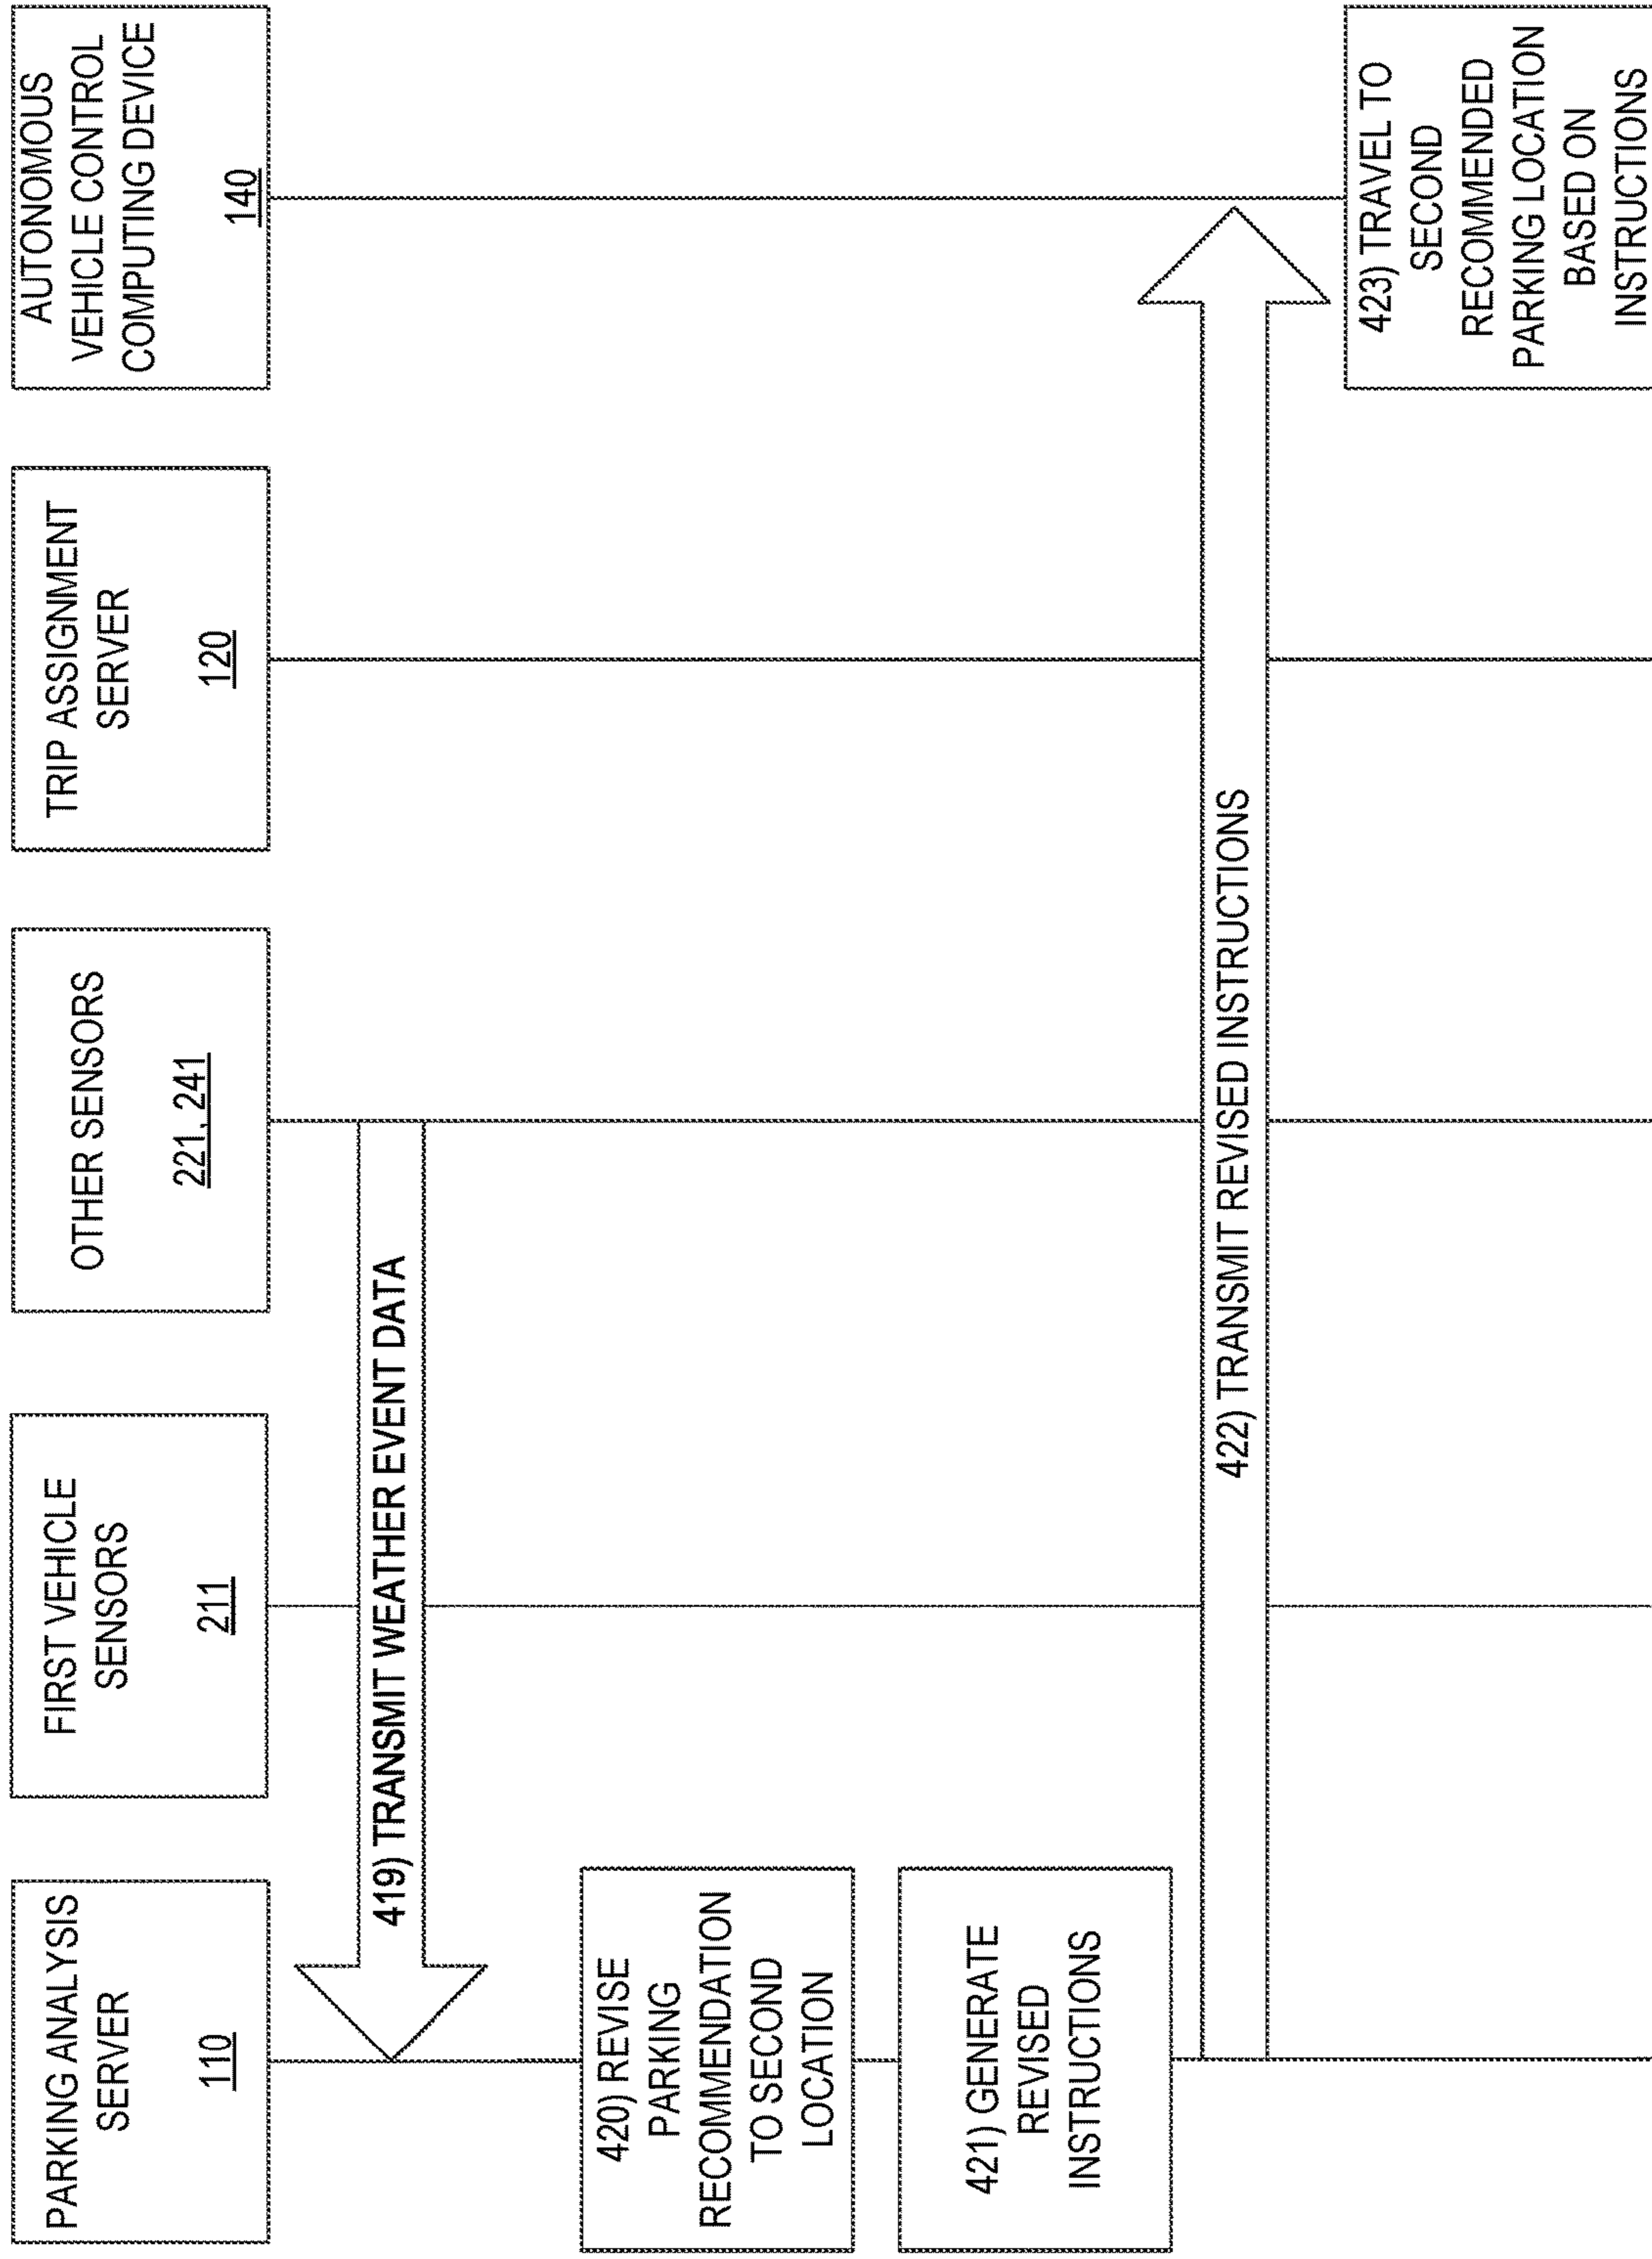 PARKING ANALYSIS
SERVER
110
FIRST VEHICLE
SENSORS
211
OTHER SENSORS
221, 241
TRIP ASSIGNMENT
SERVER
120
AUTONOMOUS
VEHICLE CONTROL
COMPUTING DEVICE
140
419) TRANSMIT WEATHER EVENT DATA
420) REVISE
PARKING
RECOMMENDATION
TO SECOND
LOCATION
421) GENERATE
REVISED
INSTRUCTIONS
422) TRANSMIT REVISED INSTRUCTIONS
423) TRAVEL TO
SECOND
RECOMMENDED
PARKING LOCATION
BASED ON
INSTRUCTIONS